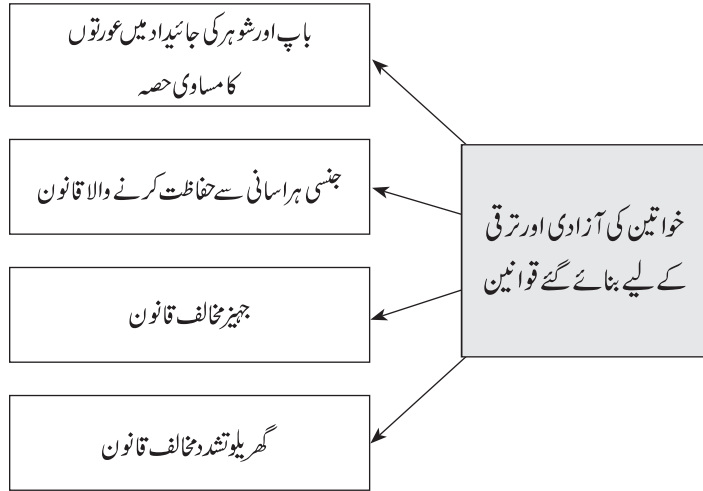 خواتین کی آزادی اور ترقی
کے لیے بنائے گئے قوانین
باپ اور شوہر کی جائیداد میں عورتوں
کا مساوی حصہ
جنسی ہراسانی سے حفاظت کرنے والا قانون
جہیز مخالف قانون
گھریلو تشدد مخالف قانون